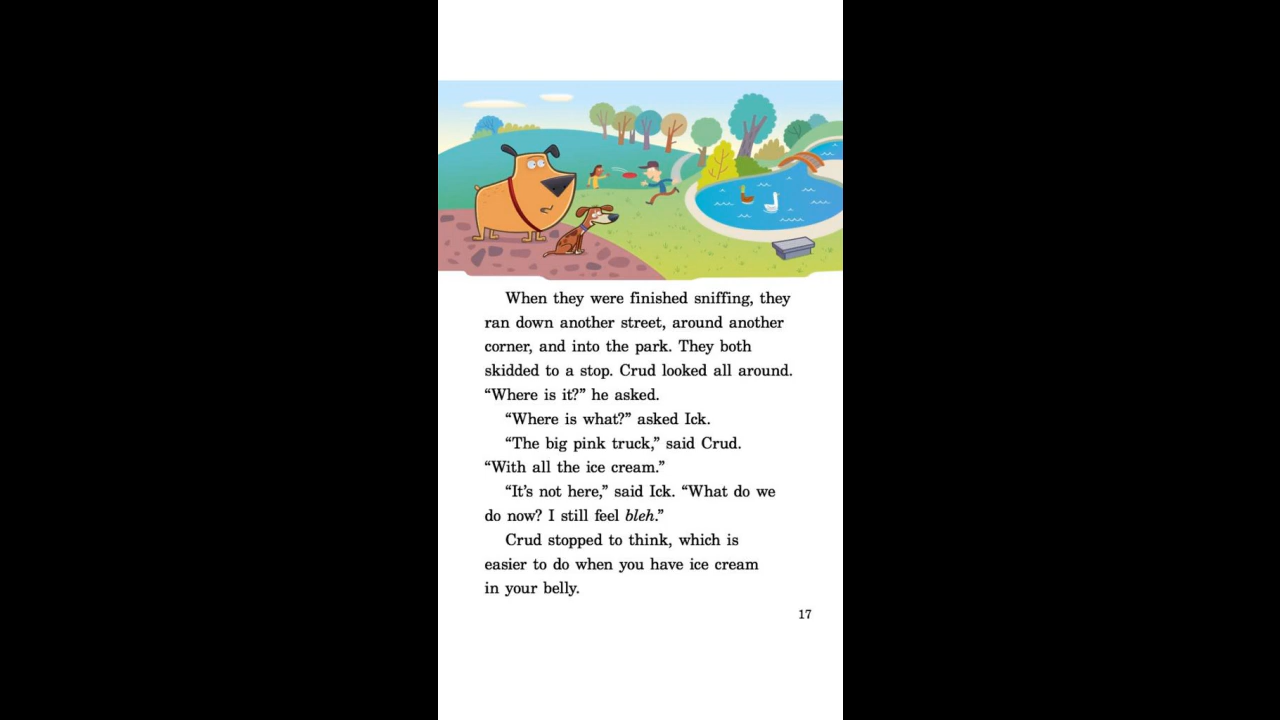 When they were finished sniffing, they
ran down another street, around another
corner, and into the park. They both
skidded to a stop. Crud looked all around.
“Where is it?” he asked.
“Where is what?” asked Ick.
“The big pink truck,” said Crud.
“With all the ice cream.”
“It’s not here,” said Ick. “What do we
do now? I still feel bleh.”
Crud stopped to think, which is
easier to do when you have ice cream
in your belly.
17